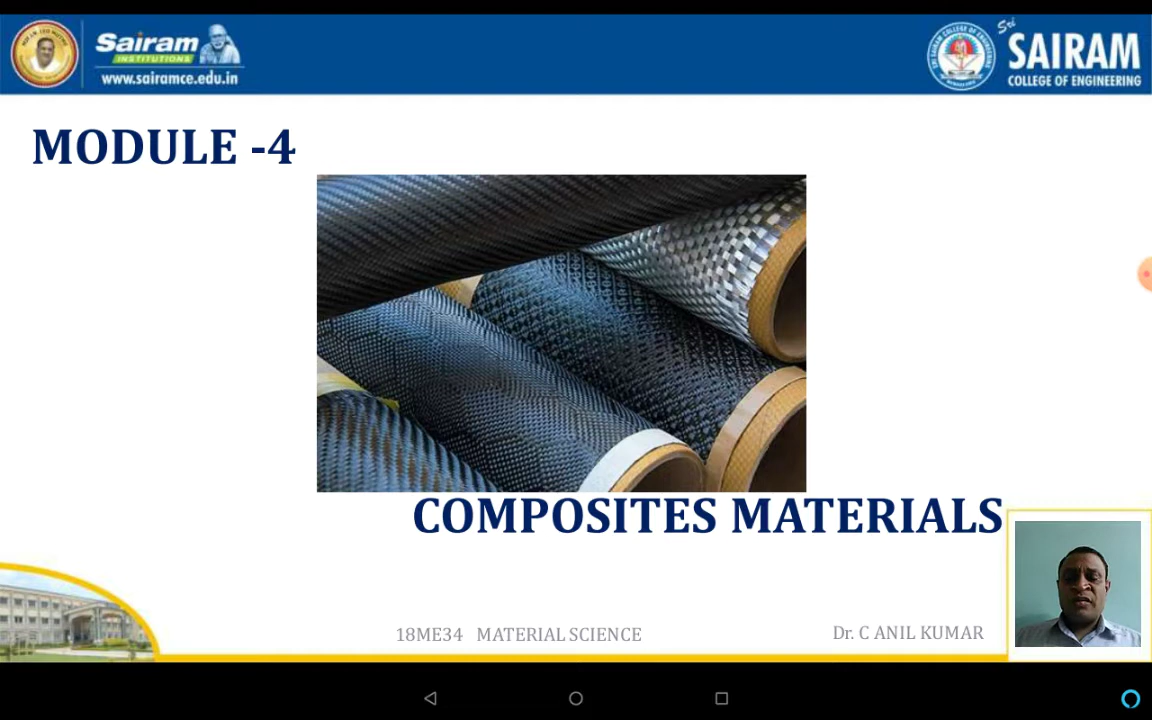 Sairam
INSTITUTIONS
www.sairamce.edu.in
Sri
SAIRAM
COLLEGE OF ENGINEERING
MODULE -4
COMPOSITES MATERIALS
18ME34 MATERIAL SCIENCE
Dr. C ANIL KUMAR